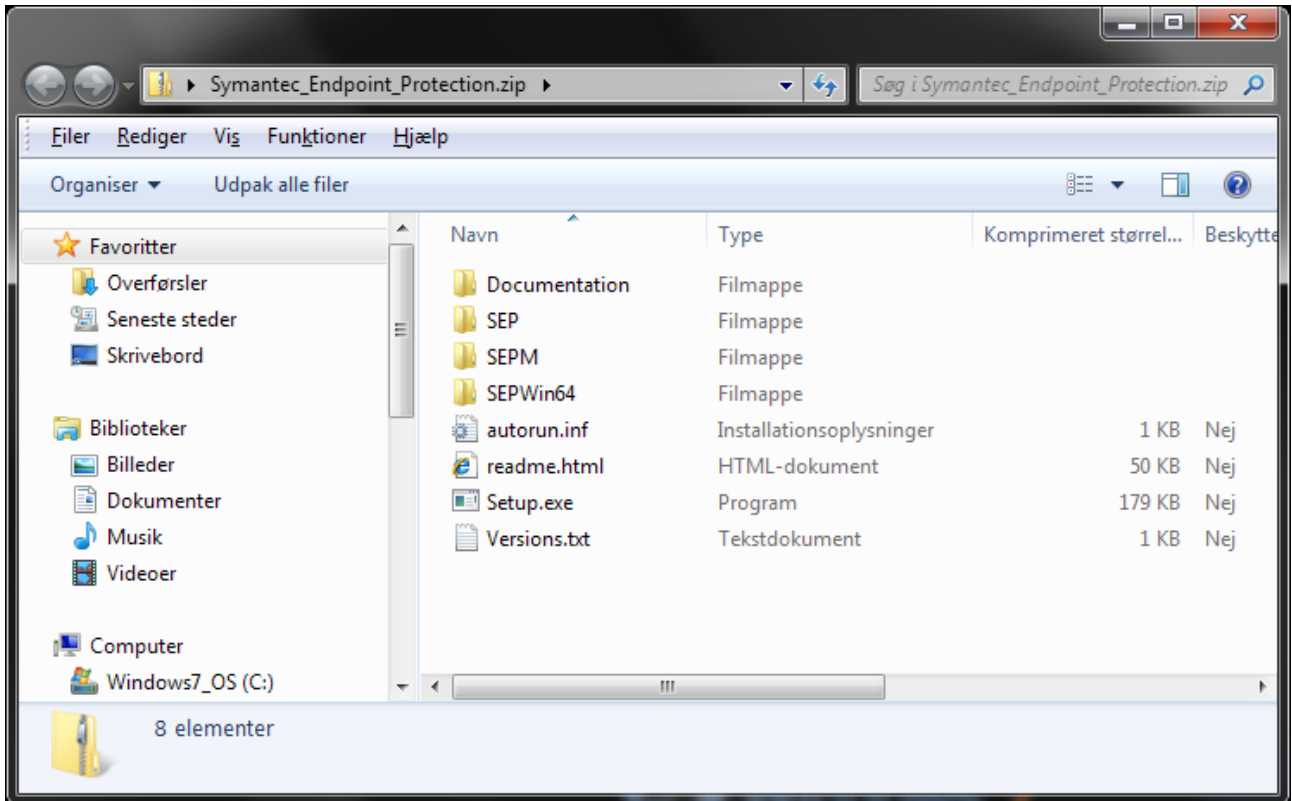 Symantec_Endpoint_Protection.zip
Søg i Symantec_Endpoint_Protection.zip
Filer Rediger Vis Funktioner Hjælp
Organiser Udpak alle filer
Navn Type Komprimeret størrel... Beskytte
Favoritter
Overførsler
Seneste steder
Skrivebord
Biblioteker
Billeder
Dokumenter
Musik
Videoer
Computer
Windows7_OS (C:)
Documentation Filmappe
SEP Filmappe
SEPM Filmappe
SEPWin64 Filmappe
autorun.inf Installationsoplysninger 1 KB Nej
readme.html HTML-dokument 50 KB Nej
Setup.exe Program 179 KB Nej
Versions.txt Tekstdokument 1 KB Nej
8 elementer